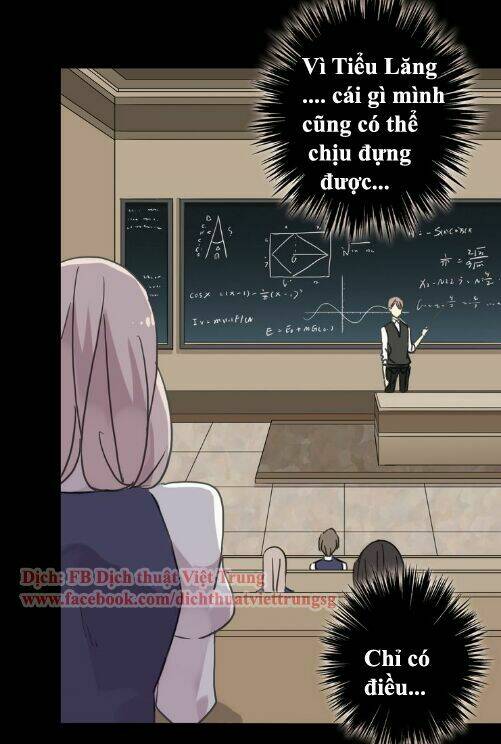 Vì Tiểu Lăng
.... cái gì mình
cũng có thể
chịu đựng
được...
Dịch: FB Dịch thuật Việt Trung
www.facebook.com/dichthuatviettrungsg
Chỉ có
điều...